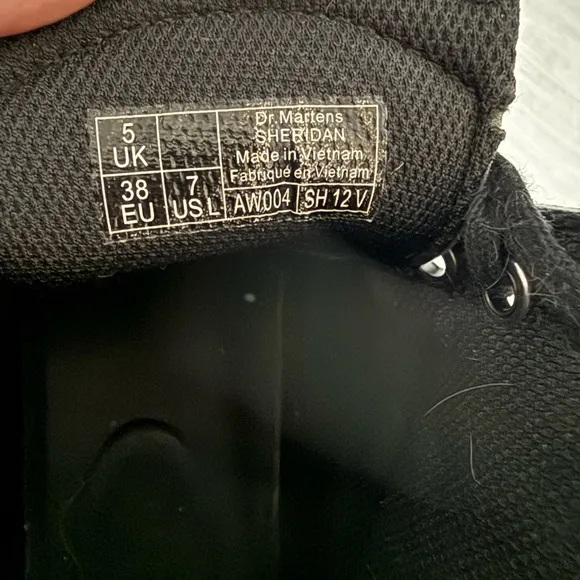 5
UK
38
EU
7
US L
Dr. Martens
SHERIDAN
Made in Vietnam
Fabriqué en Vietnam
AW004
SH 12 V